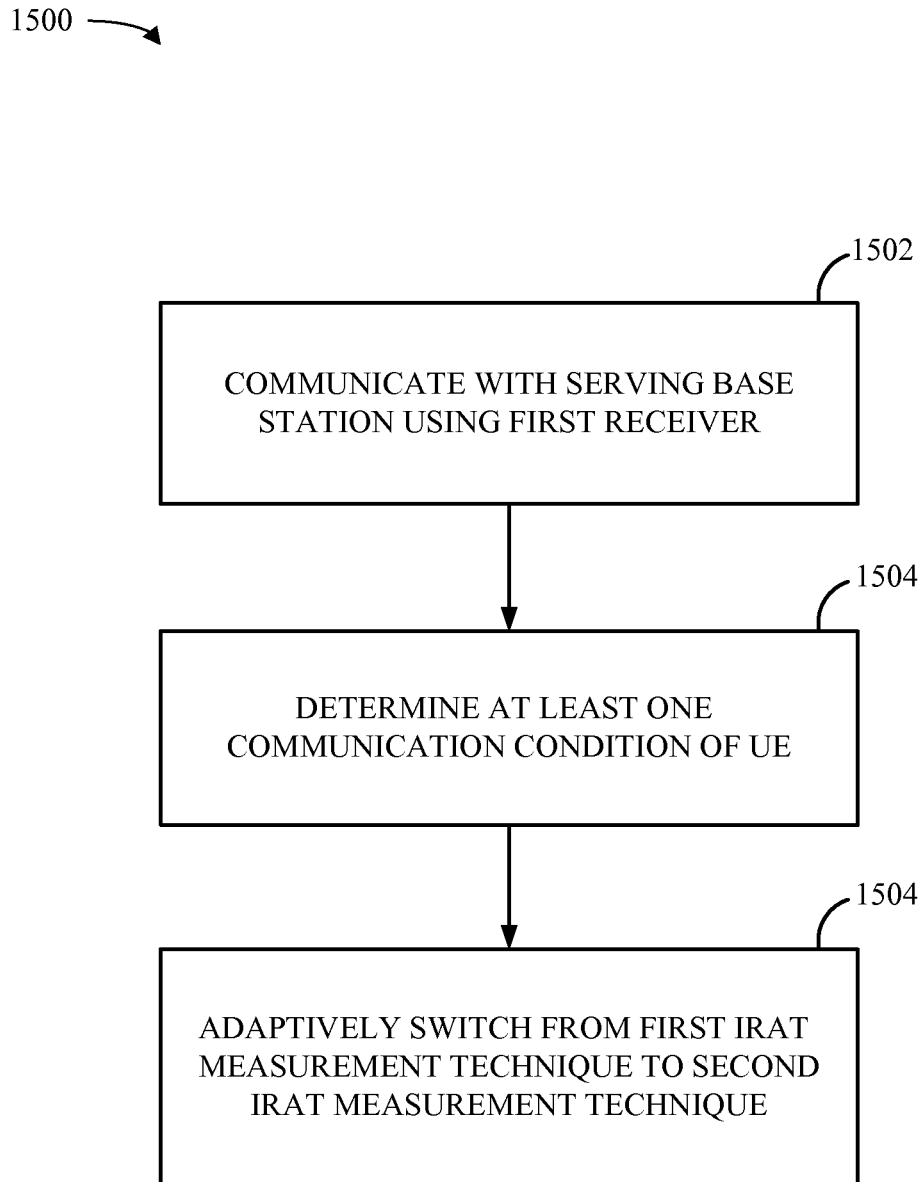 1500
1502
COMMUNICATE WITH SERVING BASE
STATION USING FIRST RECEIVER
1504
DETERMINE AT LEAST ONE
COMMUNICATION CONDITION OF UE
1504
ADAPTIVELY SWITCH FROM FIRST IRAT
MEASUREMENT TECHNIQUE TO SECOND
IRAT MEASUREMENT TECHNIQUE